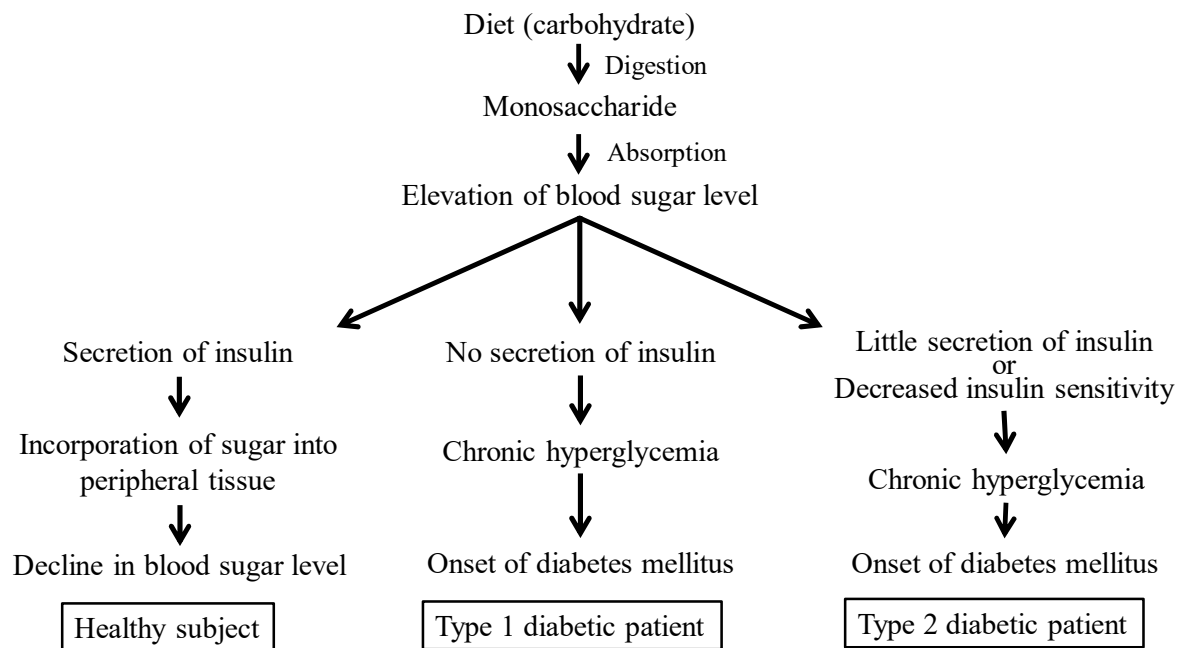 Diet (carbohydrate)
Digestion
Monosaccharide
Absorption
Elevation of blood sugar level
Secretion of insulin
Incorporation of sugar into
peripheral tissue
Decline in blood sugar level
Healthy subject
No secretion of insulin
Chronic hyperglycemia
Onset of diabetes mellitus
Type 1 diabetic patient
Little secretion of insulin
or
Decreased insulin sensitivity
Chronic hyperglycemia
Onset of diabetes mellitus
Type 2 diabetic patient